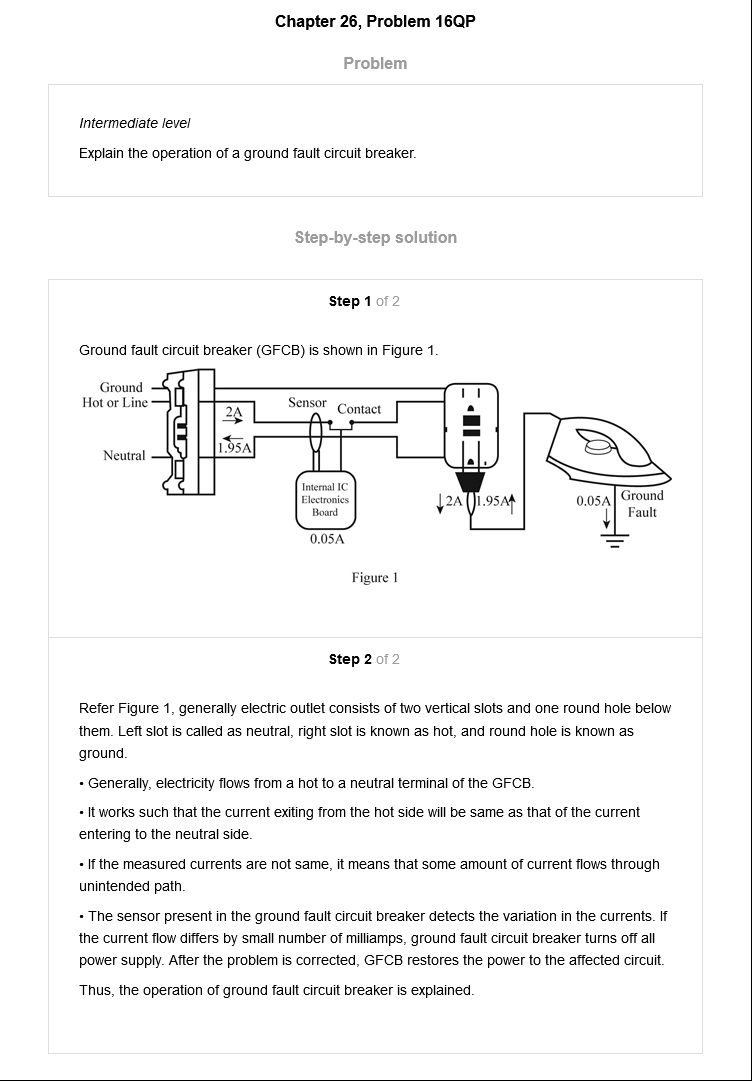 Chapter 26, Problem 16QP
Problem
Intermediate level
Explain the operation of a ground fault circuit breaker.
Step-by-step solution
Step 1 of 2
Ground fault circuit breaker (GFCB) is shown in Figure 1.
Ground
Hot or Line
Neutral
2A
1.95A
Sensor
Contact
Internal IC
Electronics
Board
0.05A
2A
1.95A
0.05A
Ground
Fault
Figure 1
Step 2 of 2
Refer Figure 1, generally electric outlet consists of two vertical slots and one round hole below
them. Left slot is called as neutral, right slot is known as hot, and round hole is known as
ground.
• Generally, electricity flows from a hot to a neutral terminal of the GFCB.
• It works such that the current exiting from the hot side will be same as that of the current
entering to the neutral side.
• If the measured currents are not same, it means that some amount of current flows through
unintended path.
• The sensor present in the ground fault circuit breaker detects the variation in the currents. If
the current flow differs by small number of milliamps, ground fault circuit breaker turns off all
power supply. After the problem is corrected, GFCB restores the power to the affected circuit.
Thus, the operation of ground fault circuit breaker is explained.